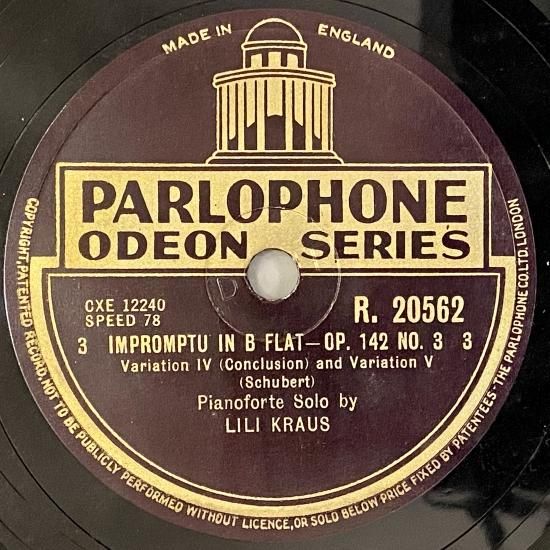 MADE IN ENGLAND
PARLOPHONE
ODEON SERIES
CXE 12240
SPEED 78
R. 20562
3 IMPROMPTU IN B FLAT—OP. 142 NO. 3 3
Variation IV (Conclusion) and Variation V
(Schubert)
Pianoforte Solo by
LILI KRAUS
COPYRIGHT, PATENTED RECORD, NOT TO BE PUBLICLY PERFORMED WITHOUT LICENCE, OR SOLD BELOW PRICE FIXED BY PATENTEES - THE PARLOPHONE CO. LTD. LONDON